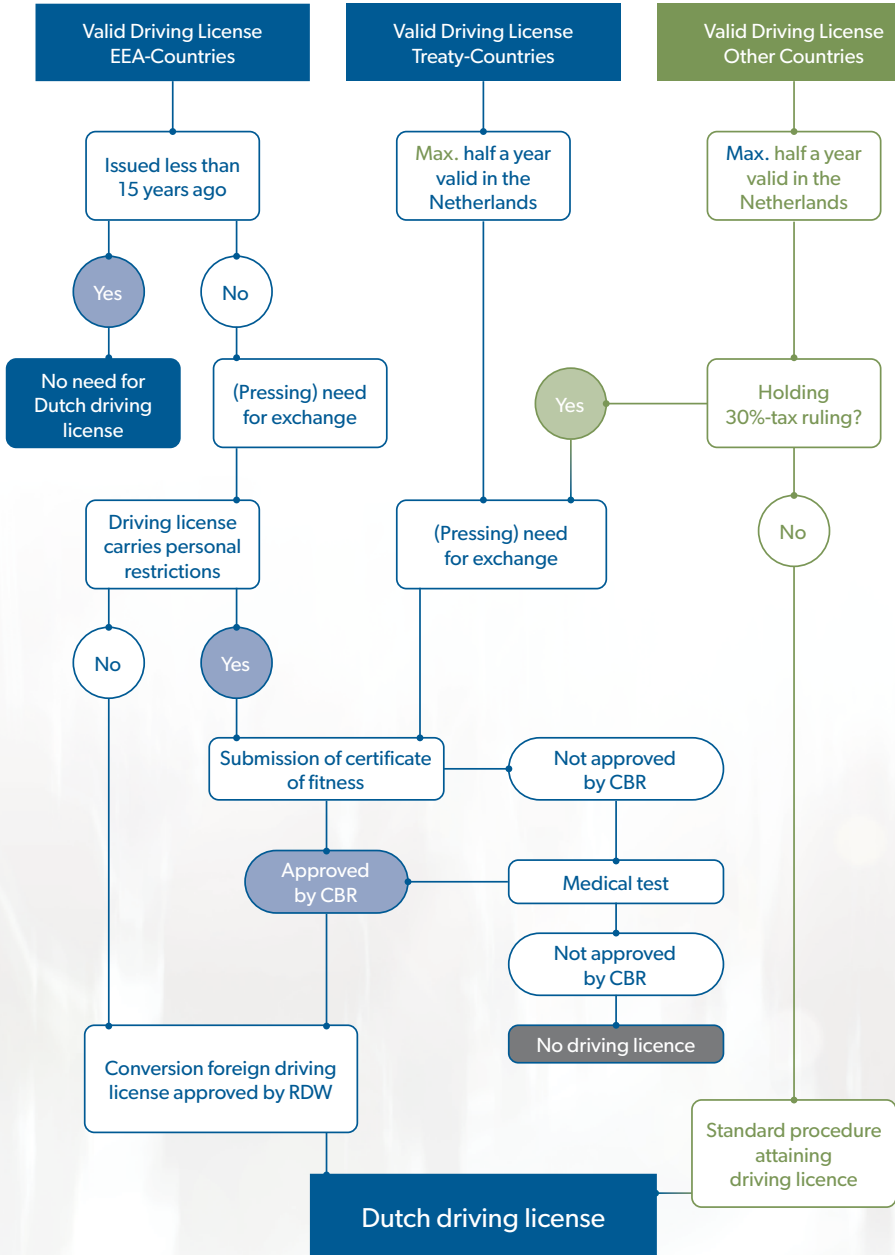 Valid Driving License
EEA-Countries
Valid Driving License
Treaty-Countries
Valid Driving License
Other Countries
Issued less than
15 years ago
Max. half a year
valid in the
Netherlands
Max. half a year
valid in the
Netherlands
Yes
No
No need for
Dutch driving
license
(Pressing) need
for exchange
Yes
Holding
30%-tax ruling?
Driving license
carries personal
restrictions
(Pressing) need
for exchange
No
No
Yes
Submission of certificate
of fitness
Not approved
by CBR
Approved
by CBR
Medical test
Not approved
by CBR
No driving licence
Conversion foreign driving
license approved by RDW
Standard procedure
attaining
driving licence
Dutch driving license